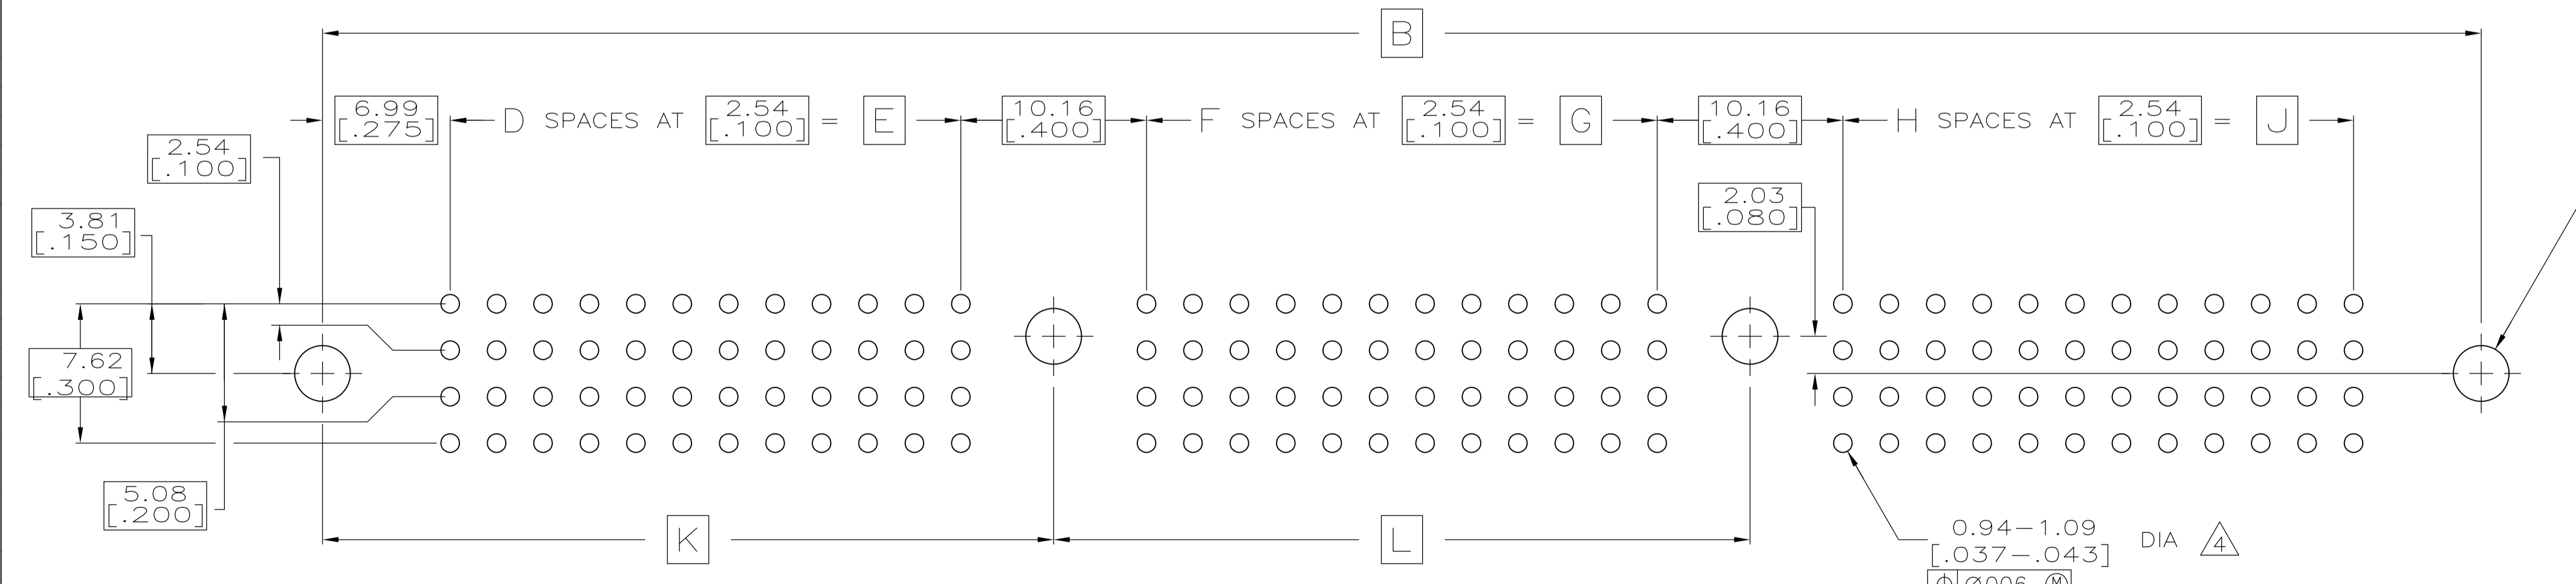 B
6.99
[.275]
D SPACES AT
2.54
[.100]
=
E
10.16
[.400]
F SPACES AT
2.54
[.100]
=
G
10.16
[.400]
H SPACES AT
2.54
[.100]
=
J
2.54
[.100]
3.81
[.150]
2.03
[.080]
7.62
[.300]
5.08
[.200]
K
L
0.94-1.09
[.037-.043]
DIA
4